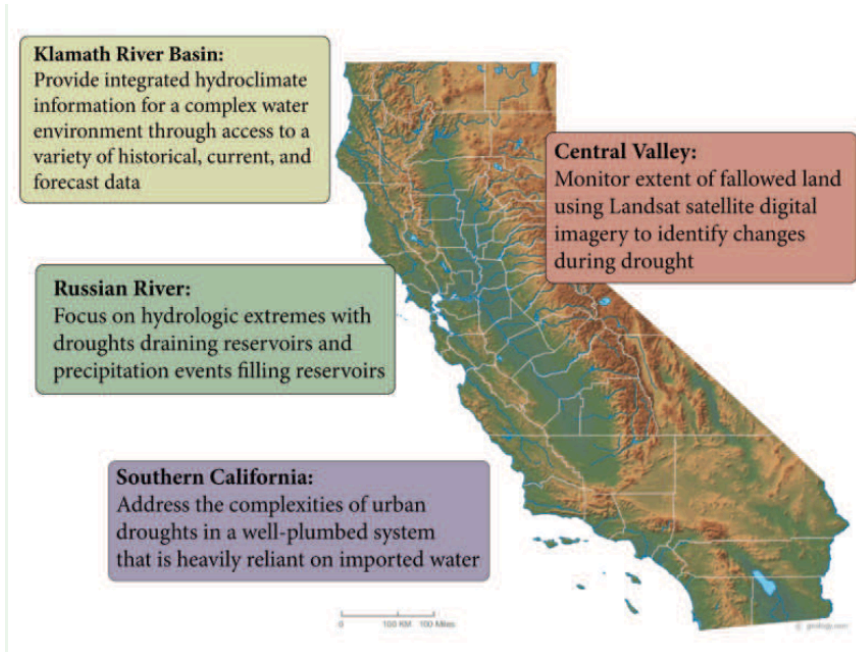 Klamath River Basin:
Provide integrated hydroclimate
information for a complex water
environment through access to a
variety of historical, current, and
forecast data
Central Valley:
Monitor extent of fallowed land
using Landsat satellite digital
imagery to identify changes
during drought
Russian River:
Focus on hydrologic extremes with
droughts draining reservoirs and
precipitation events filling reservoirs
Southern California:
Address the complexities of urban
droughts in a well-plumbed system
that is heavily reliant on imported water
0 100 KM 100 Miles
© geology.com